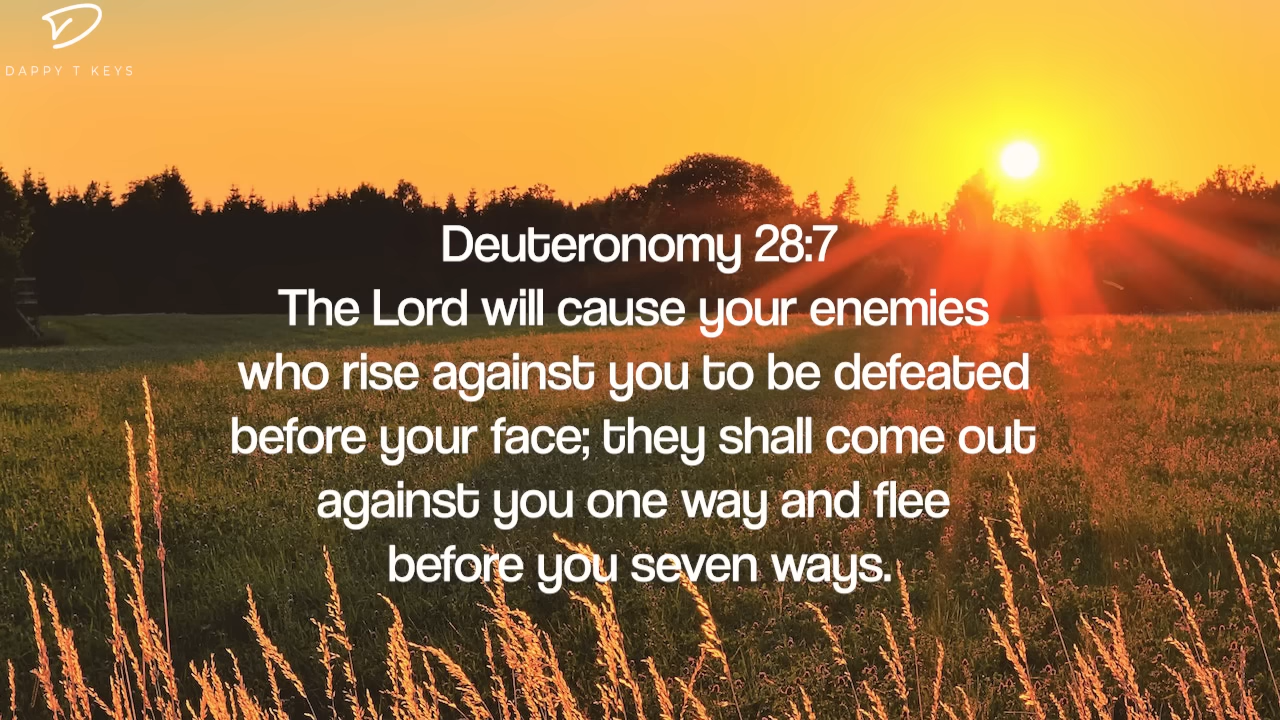 DAPPY T KEYS
Deuteronomy 28:7
The Lord will cause your enemies
who rise against you to be defeated
before your face; they shall come out
against you one way and flee
before you seven ways.